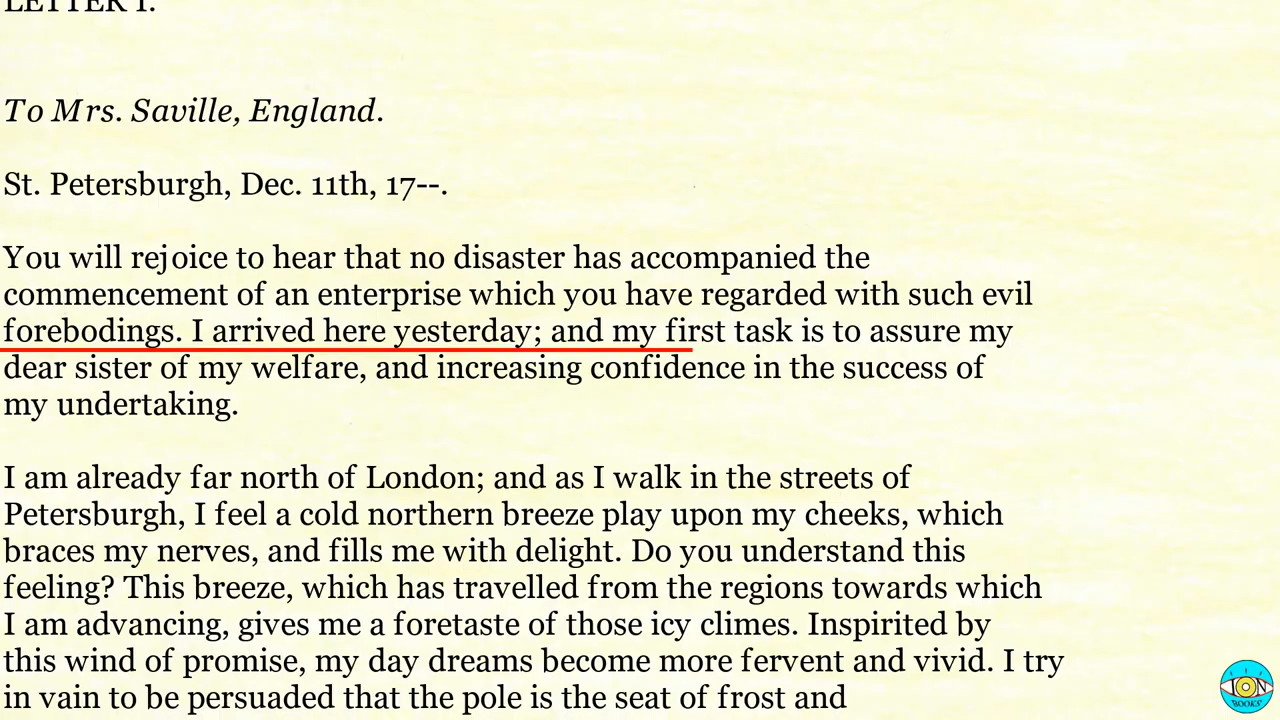 LETTER I.
To Mrs. Saville, England.
St. Petersburgh, Dec. 11th, 17--.
You will rejoice to hear that no disaster has accompanied the
commencement of an enterprise which you have regarded with such evil
forebodings. I arrived here yesterday; and my first task is to assure my
dear sister of my welfare, and increasing confidence in the success of
my undertaking.
I am already far north of London; and as I walk in the streets of
Petersburgh, I feel a cold northern breeze play upon my cheeks, which
braces my nerves, and fills me with delight. Do you understand this
feeling? This breeze, which has travelled from the regions towards which
I am advancing, gives me a foretaste of those icy climes. Inspirited by
this wind of promise, my day dreams become more fervent and vivid. I try
in vain to be persuaded that the pole is the seat of frost and
ION
BOOKS